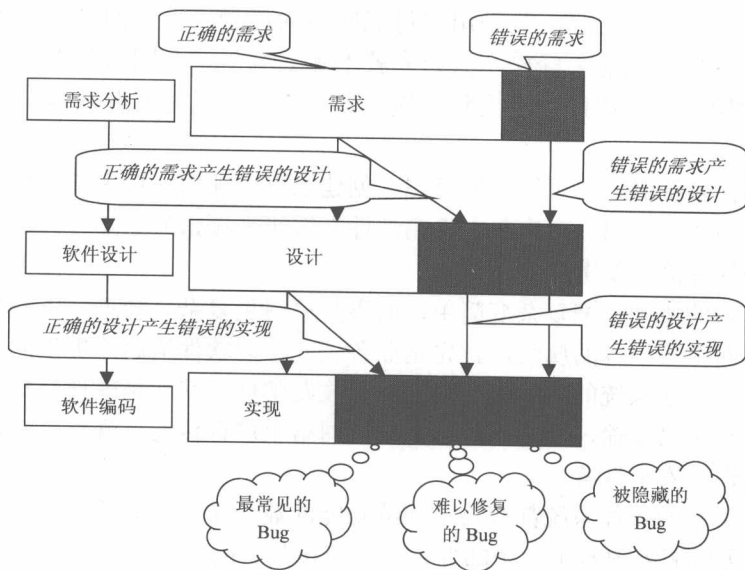 正确的需求
错误的需求
需求分析
需求
正确的需求产生错误的设计
错误的需求产
生错误的设计
软件设计
设计
正确的设计产生错误的实现
错误的设计产
生错误的实现
软件编码
实现
最常见的
Bug
难以修复
的 Bug
被隐藏的
Bug